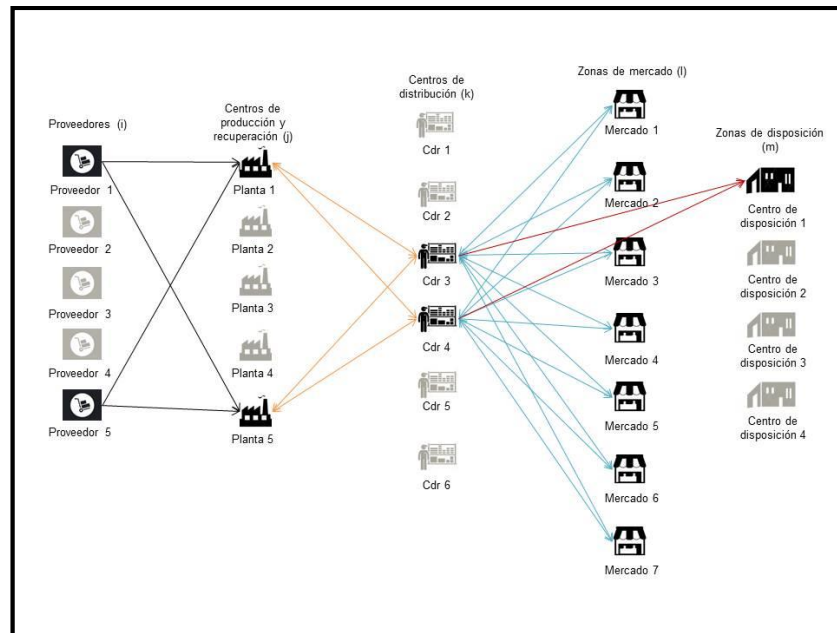 Proveedores (i)
Proveedor 1
Proveedor 2
Proveedor 3
Proveedor 4
Proveedor 5
Centros de
producción y
recuperación (j)
Planta 1
Planta 2
Planta 3
Planta 4
Planta 5
Centros de
distribución (k)
Cdr 1
Cdr 2
Cdr 3
Cdr 4
Cdr 5
Cdr 6
Zonas de mercado (l)
Mercado 1
Mercado 2
Mercado 3
Mercado 4
Mercado 5
Mercado 6
Mercado 7
Zonas de disposición
(m)
Centro de
disposición 1
Centro de
disposición 2
Centro de
disposición 3
Centro de
disposición 4